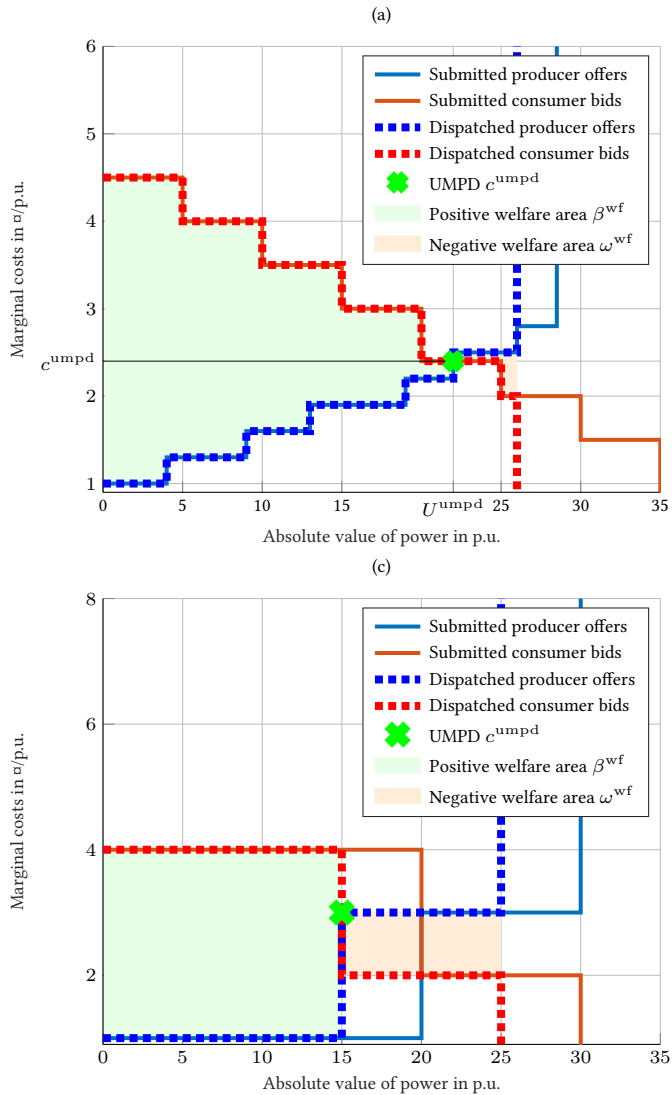 (a)
6
5
4
3
c^umpd
2
1
Marginal costs in ¤/p.u.
Submitted producer offers
Submitted consumer bids
Dispatched producer offers
Dispatched consumer bids
UMPD c^umpd
Positive welfare area β^wf
Negative welfare area ω^wf
0 5 10 15 U^umpd 25 30 35
Absolute value of power in p.u.
(c)
8
6
4
2
Marginal costs in ¤/p.u.
Submitted producer offers
Submitted consumer bids
Dispatched producer offers
Dispatched consumer bids
UMPD c^umpd
Positive welfare area β^wf
Negative welfare area ω^wf
0 5 10 15 20 25 30 35
Absolute value of power in p.u.